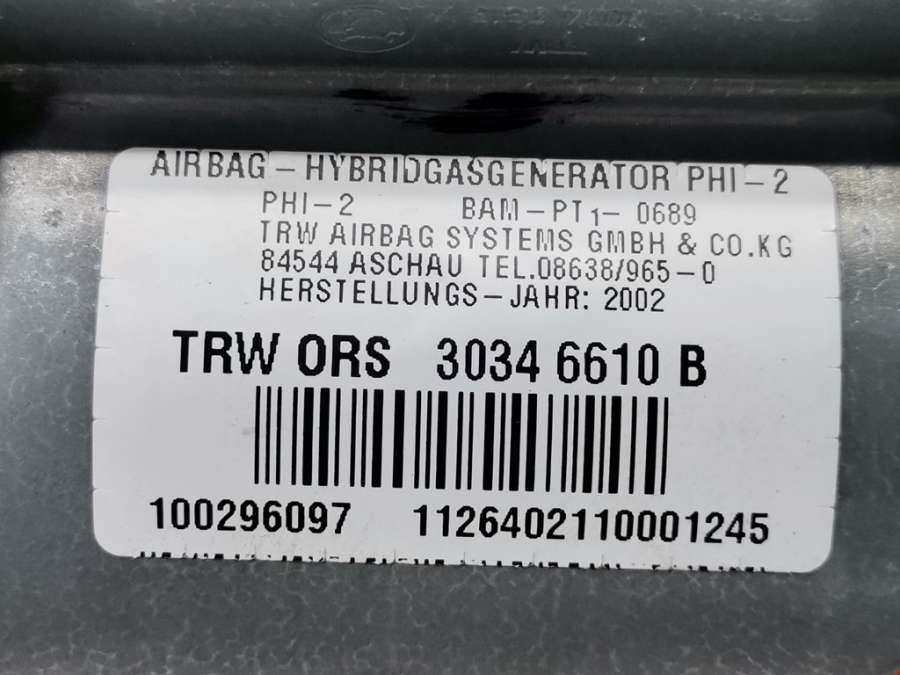 AIRBAG-HYBRIDGASGENERATOR PHI-2
PHI-2 BAM-PT1-0689
TRW AIRBAG SYSTEMS GMBH & CO.KG
84544 ASCHAU TEL.08638/965-0
HERSTELLUNGS-JAHR: 2002
TRW ORS 3034 6610 B
100296097 1126402110001245